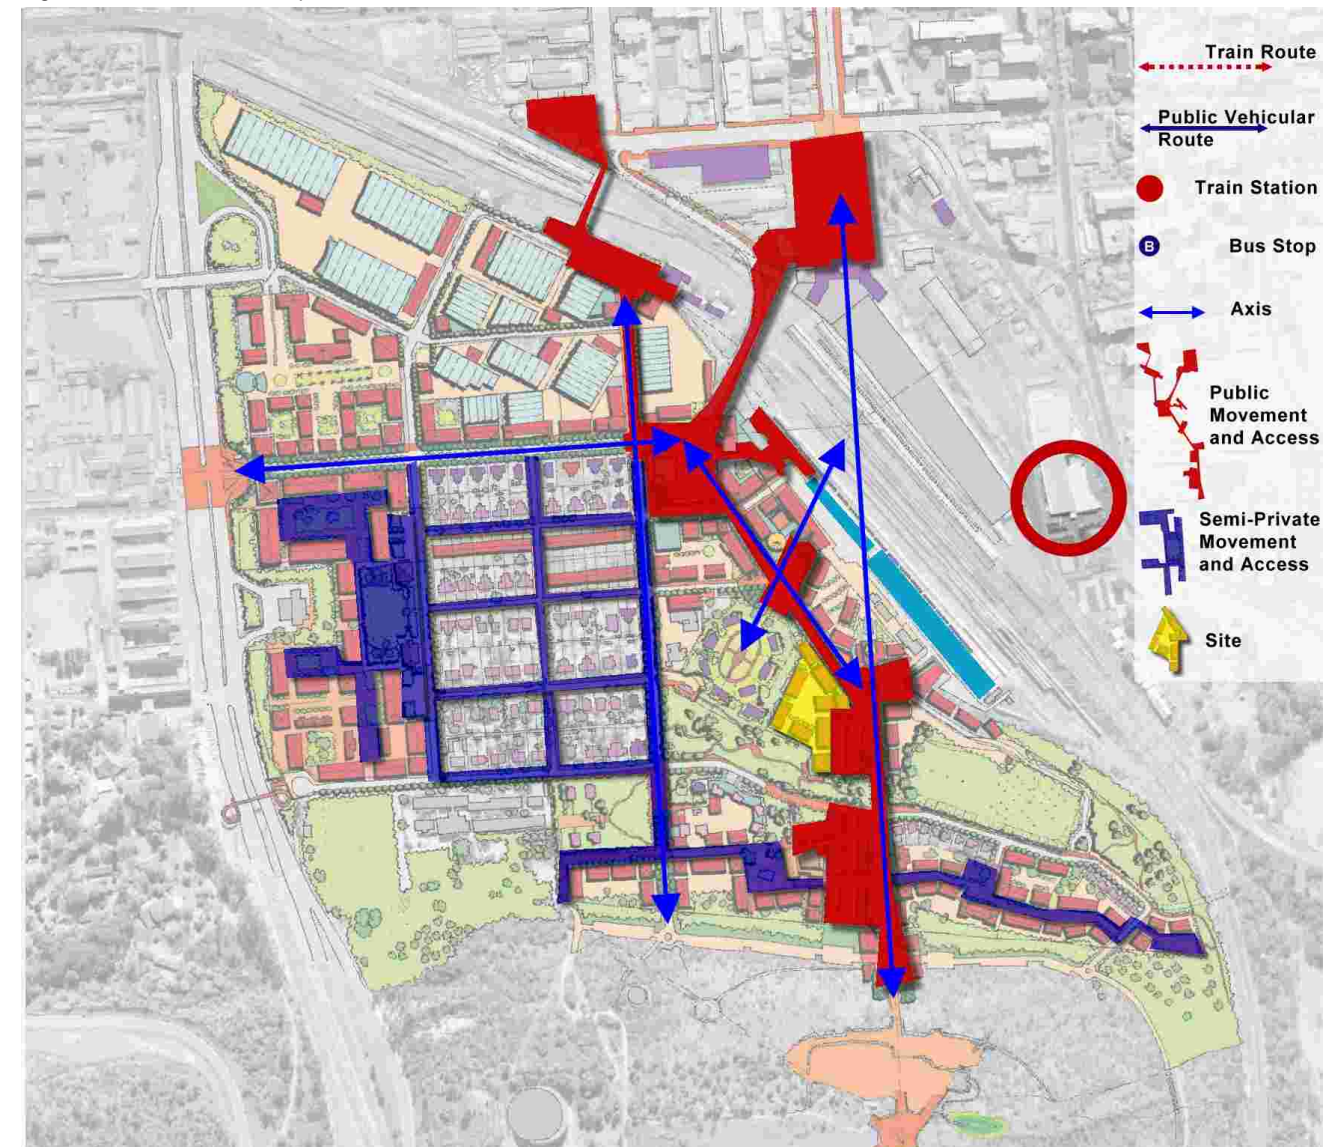 Train Route
Public Vehicular
Route
Train Station
B
Bus Stop
Axis
Public
Movement
and Access
Semi-Private
Movement
and Access
Site